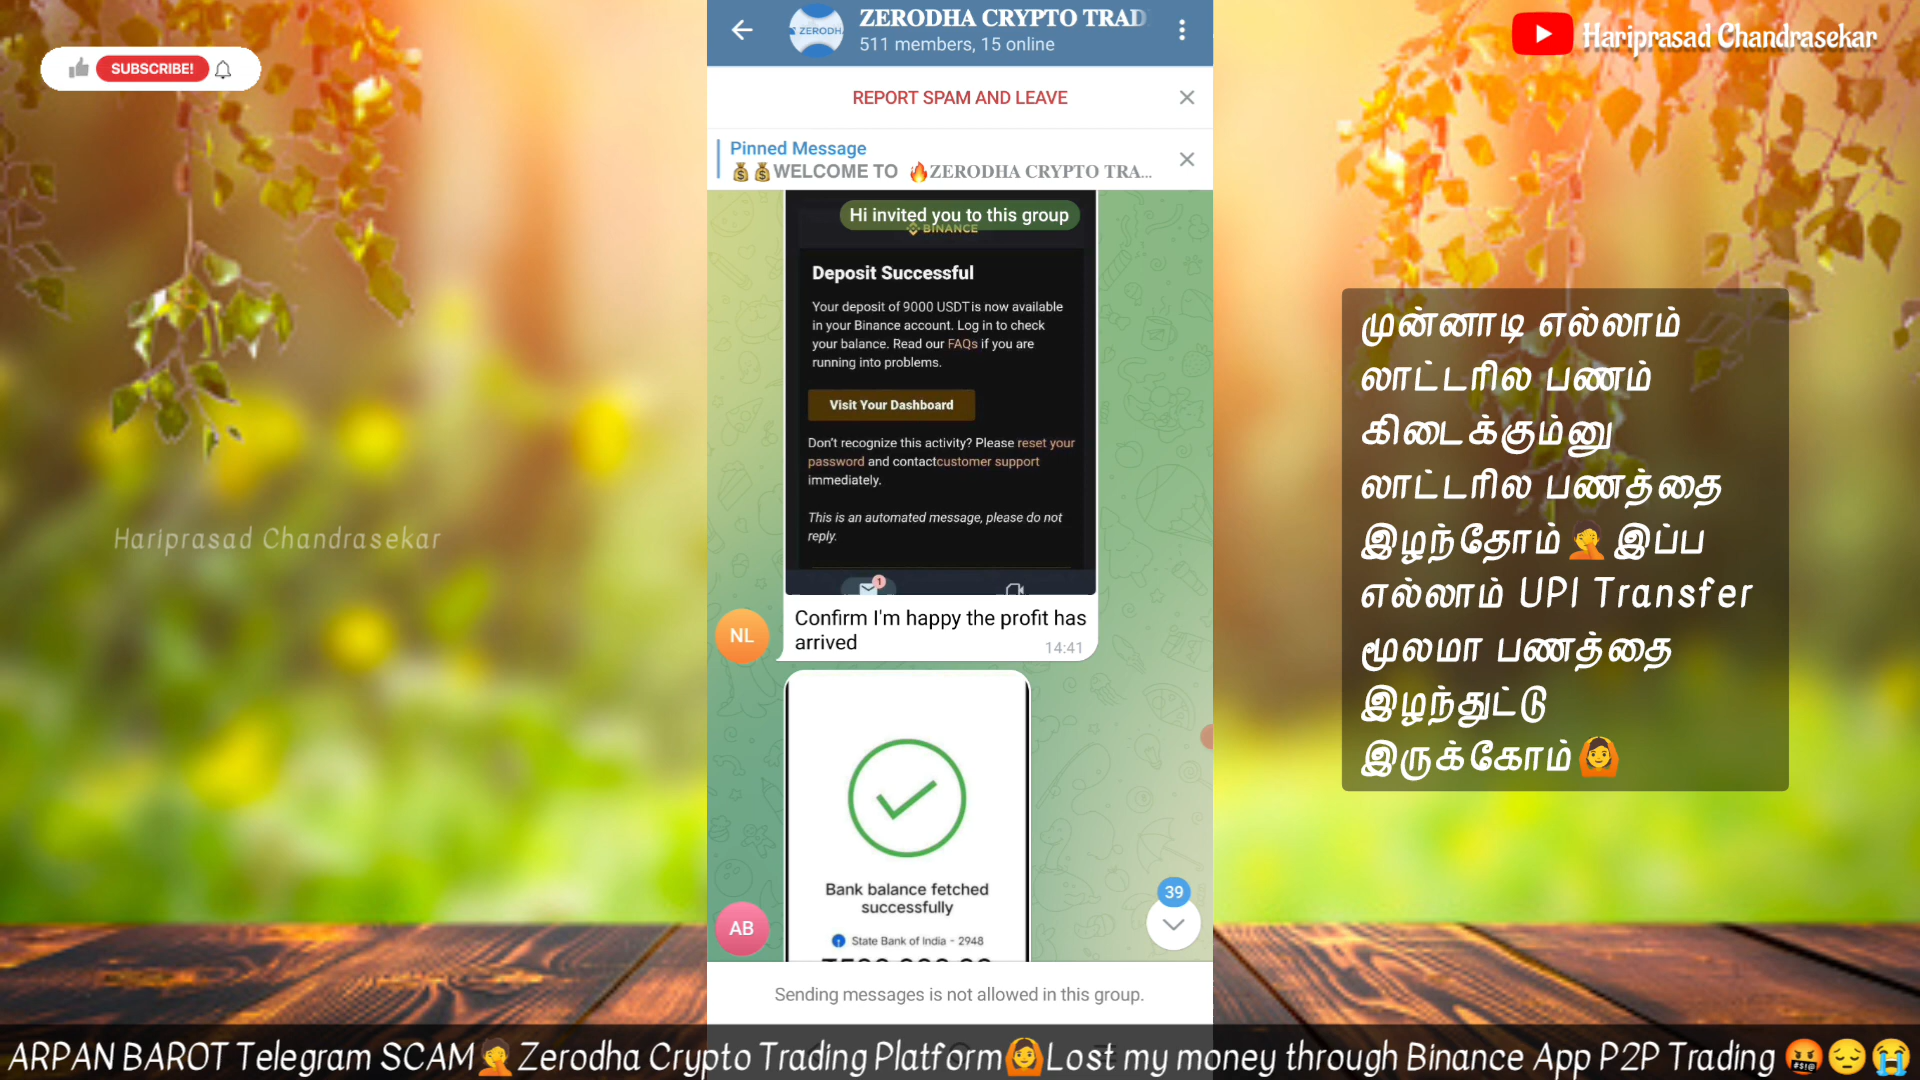 SUBSCRIBE!
Hariprasad Chandrasekar
ZERODHA CRYPTO TRAD
511 members, 15 online
ZERODH
REPORT SPAM AND LEAVE
Pinned Message
💰💰WELCOME TO 🔥ZERODHA CRYPTO TRA...
Hi invited you to this group
BINANCE
Deposit Successful
Your deposit of 9000 USDT is now available
in your Binance account. Log in to check
your balance. Read our FAQs if you are
running into problems.
Visit Your Dashboard
Don't recognize this activity? Please reset your
password and contactcustomer support
immediately.
This is an automated message, please do not
reply.
1
NL
Confirm I'm happy the profit has
arrived
14:41
Bank balance fetched
successfully
AB
State Bank of India - 2948
39
Sending messages is not allowed in this group.
Hariprasad Chandrasekar
முன்னாடி எல்லாம்
லாட்டரில பணம்
கிடைக்கும்னு
லாட்டரில பணத்தை
இழந்தோம்🤦இப்ப
எல்லாம் UPI Transfer
மூலமா பணத்தை
இழந்துட்டு
இருக்கோம்🙆
ARPAN BAROT Telegram SCAM🤦Zerodha Crypto Trading Platform🙆Lost my money through Binance App P2P Trading 🤬😔😭